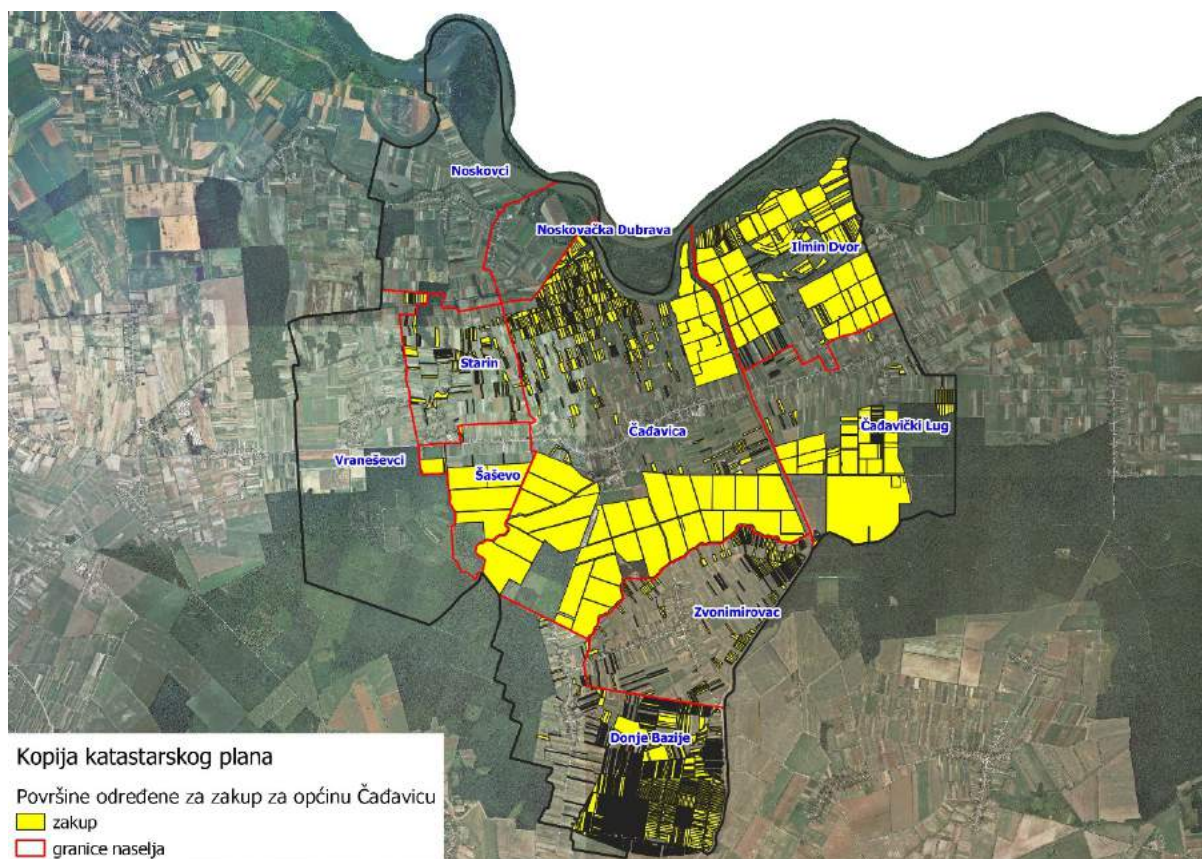 Noskovci
Noskovačka Dubrava
Ilmin Dvor
Starin
Čađavica
Čađavički Lug
Vraneševci
Šaševo
Zvonimirovac
Donje Bazije
Kopija katastarskog plana
Površine određene za zakup za općinu Čađavicu
zakup
granice naselja